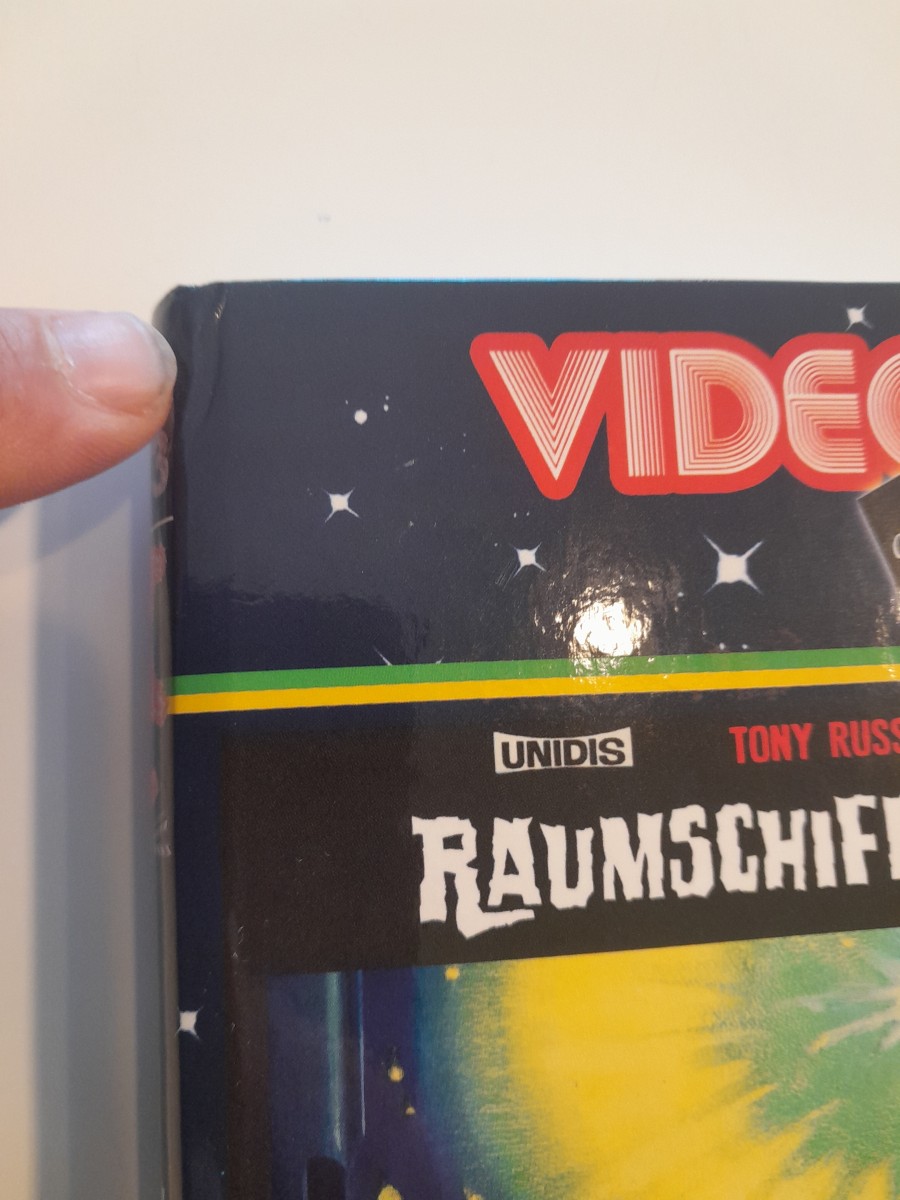 VIDEO
UNIDIS
TONY RUSS
RAUMSCHIFF